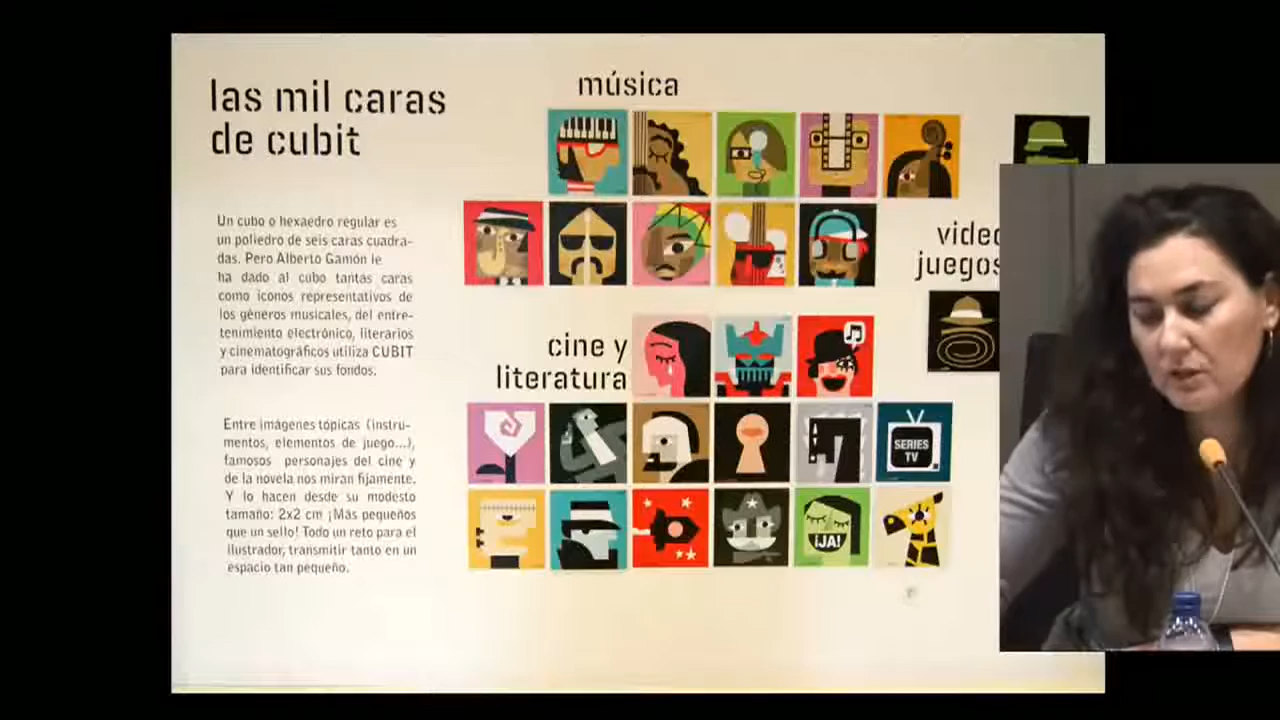 las mil caras
de cubit
Un cubo o hexaedro regular es
un poliedro de seis caras cuadra-
das. Pero Alberto Gamón le
ha dado al cubo tantas caras
como iconos representativos de
los géneros musicales, del entre-
tenimiento electrónico, literarios
y cinematográficos utiliza CUBIT
para identificar sus fondos.
Entre imágenes tópicas (instru-
mentos, elementos de juego...),
famosos personajes del cine y
de la novela nos miran fijamente.
Y lo hacen desde su modesto
tamaño: 2x2 cm ¡Más pequeños
que un sello! Todo un reto para el
ilustrador, transmitir tanto en un
espacio tan pequeño.
música
video
juegos
cine y
literatura
SERIES
TV
¡JA!